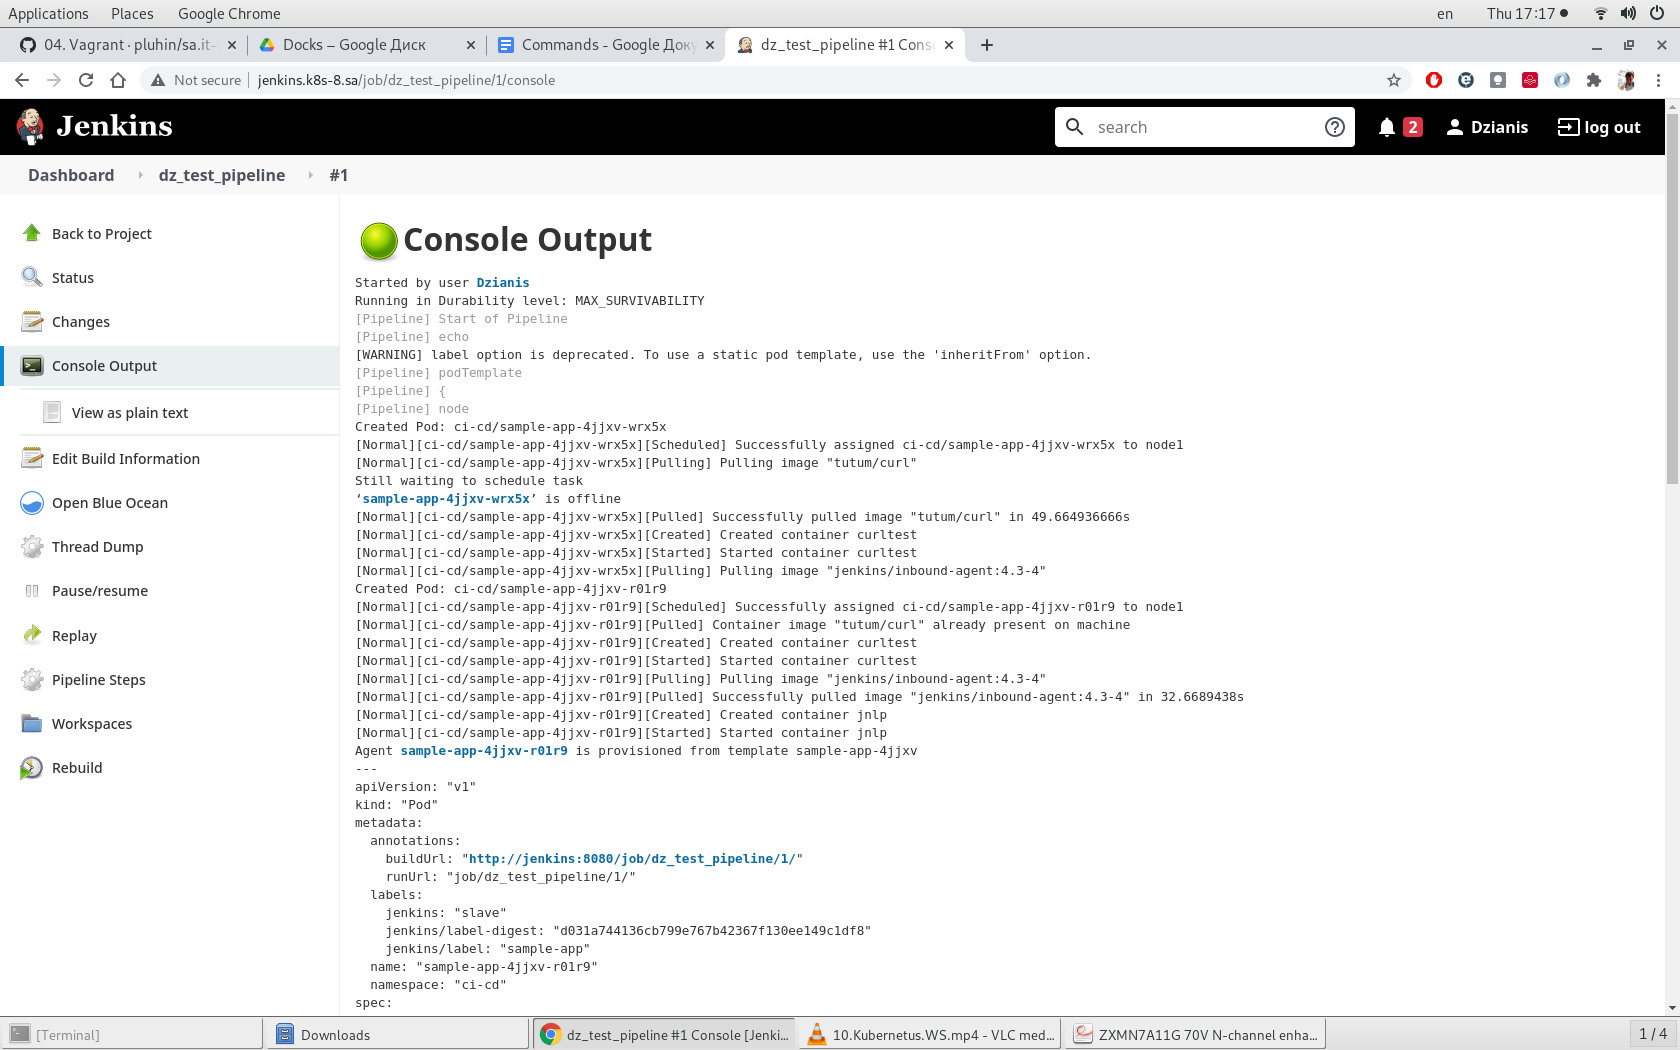 Applications Places Google Chrome en Thu 17:17
04. Vagrant · pluhin/sa.it- Docks – Google Диск Commands - Google Доку dz_test_pipeline #1 Cons
Not secure jenkins.k8s-8.sa/job/dz_test_pipeline/1/console
Jenkins search 2 Dzianis log out
Dashboard dz_test_pipeline #1
Back to Project
Status
Changes
Console Output
View as plain text
Edit Build Information
Open Blue Ocean
Thread Dump
Pause/resume
Replay
Pipeline Steps
Workspaces
Rebuild
Console Output
Started by user Dzianis
Running in Durability level: MAX_SURVIVABILITY
[Pipeline] Start of Pipeline
[Pipeline] echo
[WARNING] label option is deprecated. To use a static pod template, use the 'inheritFrom' option.
[Pipeline] podTemplate
[Pipeline] {
[Pipeline] node
Created Pod: ci-cd/sample-app-4jjxv-wrx5x
[Normal][ci-cd/sample-app-4jjxv-wrx5x][Scheduled] Successfully assigned ci-cd/sample-app-4jjxv-wrx5x to node1
[Normal][ci-cd/sample-app-4jjxv-wrx5x][Pulling] Pulling image "tutum/curl"
Still waiting to schedule task
‘sample-app-4jjxv-wrx5x’ is offline
[Normal][ci-cd/sample-app-4jjxv-wrx5x][Pulled] Successfully pulled image "tutum/curl" in 49.664936666s
[Normal][ci-cd/sample-app-4jjxv-wrx5x][Created] Created container curltest
[Normal][ci-cd/sample-app-4jjxv-wrx5x][Started] Started container curltest
[Normal][ci-cd/sample-app-4jjxv-wrx5x][Pulling] Pulling image "jenkins/inbound-agent:4.3-4"
Created Pod: ci-cd/sample-app-4jjxv-r01r9
[Normal][ci-cd/sample-app-4jjxv-r01r9][Scheduled] Successfully assigned ci-cd/sample-app-4jjxv-r01r9 to node1
[Normal][ci-cd/sample-app-4jjxv-r01r9][Pulled] Container image "tutum/curl" already present on machine
[Normal][ci-cd/sample-app-4jjxv-r01r9][Created] Created container curltest
[Normal][ci-cd/sample-app-4jjxv-r01r9][Started] Started container curltest
[Normal][ci-cd/sample-app-4jjxv-r01r9][Pulling] Pulling image "jenkins/inbound-agent:4.3-4"
[Normal][ci-cd/sample-app-4jjxv-r01r9][Pulled] Successfully pulled image "jenkins/inbound-agent:4.3-4" in 32.6689438s
[Normal][ci-cd/sample-app-4jjxv-r01r9][Created] Created container jnlp
[Normal][ci-cd/sample-app-4jjxv-r01r9][Started] Started container jnlp
Agent sample-app-4jjxv-r01r9 is provisioned from template sample-app-4jjxv
---
apiVersion: "v1"
kind: "Pod"
metadata:
  annotations:
    buildUrl: "http://jenkins:8080/job/dz_test_pipeline/1/"
    runUrl: "job/dz_test_pipeline/1/"
  labels:
    jenkins: "slave"
    jenkins/label-digest: "d031a744136cb799e767b42367f130ee149c1df8"
    jenkins/label: "sample-app"
  name: "sample-app-4jjxv-r01r9"
  namespace: "ci-cd"
spec:
[Terminal] Downloads dz_test_pipeline #1 Console [Jenki... 10.Kubernetus.WS.mp4 - VLC med... ZXMN7A11G 70V N-channel enha... 1 / 4